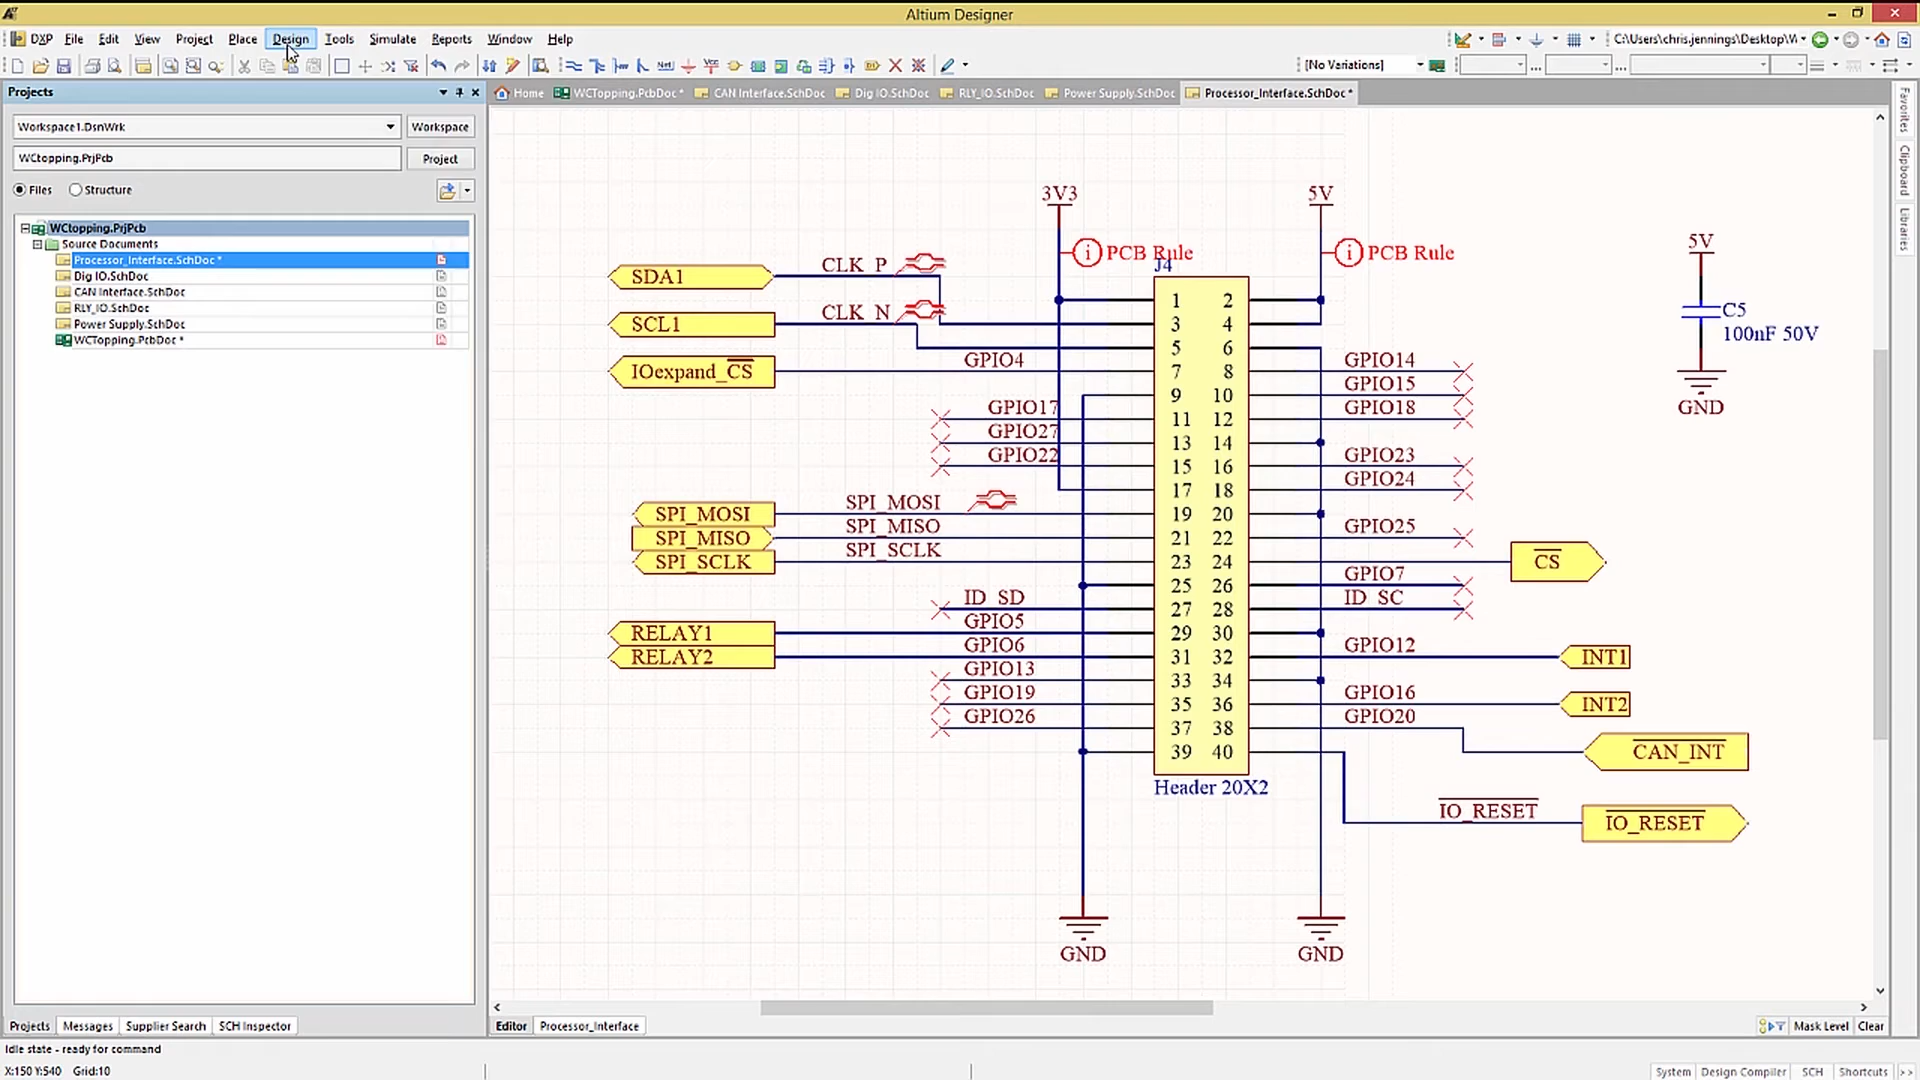 Altium Designer
DXP File Edit View Project Place Design Tools Simulate Reports Window Help
C:\Users\chris.jennings\Desktop\W
[No Variations]
... ...
Projects
Home WCTopping.PcbDoc * CAN Interface.SchDoc Dig IO.SchDoc RLY_IO.SchDoc Power Supply.SchDoc Processor_Interface.SchDoc *
Workspace1.DsnWrk Workspace
WCtopping.PrjPcb Project
Files Structure
WCtopping.PrjPcb
Source Documents
Processor_Interface.SchDoc *
Dig IO.SchDoc
CAN Interface.SchDoc
RLY_IO.SchDoc
Power Supply.SchDoc
WCTopping.PcbDoc *
Favorites
Clipboard
Libraries
3V3 5V
i PCB Rule i PCB Rule
J4
5V
C5
100nF 50V
GND
SDA1 CLK_P
SCL1 CLK_N
IOexpand_CS GPIO4
GPIO17
GPIO27
GPIO22
SPI_MOSI SPI_MOSI
SPI_MISO SPI_MISO
SPI_SCLK SPI_SCLK
ID_SD
RELAY1 GPIO5
RELAY2 GPIO6
GPIO13
GPIO19
GPIO26
1 2
3 4
5 6
7 8
9 10
11 12
13 14
15 16
17 18
19 20
21 22
23 24
25 26
27 28
29 30
31 32
33 34
35 36
37 38
39 40
Header 20X2
GPIO14
GPIO15
GPIO18
GPIO23
GPIO24
GPIO25
CS
GPIO7
ID_SC
GPIO12 INT1
GPIO16 INT2
GPIO20
CAN_INT
IO_RESET IO_RESET
GND GND
Projects Messages Supplier Search SCH Inspector
Editor Processor_Interface
Mask Level Clear
Idle state - ready for command
X:150 Y:540 Grid:10
System Design Compiler SCH Shortcuts >>